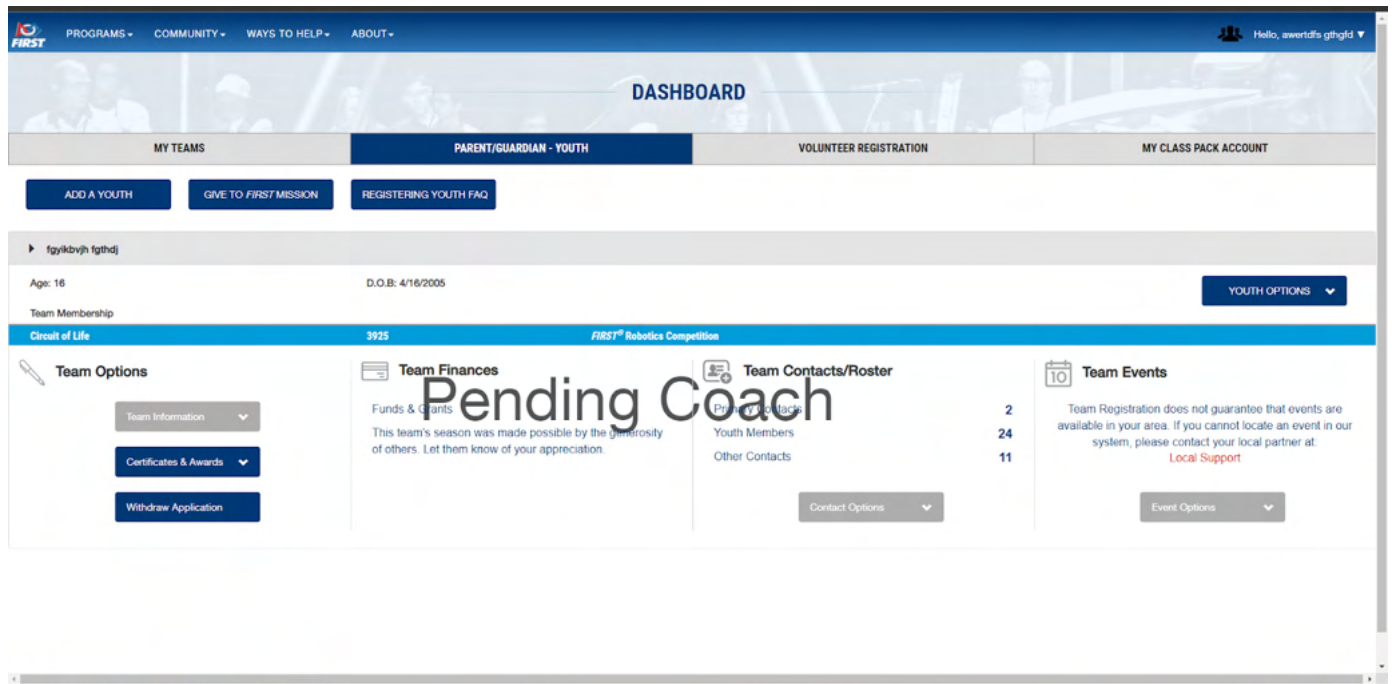 FIRST
PROGRAMS COMMUNITY WAYS TO HELP ABOUT
Hello, awertdfs gthgfd
DASHBOARD
MY TEAMS
PARENT/GUARDIAN - YOUTH
VOLUNTEER REGISTRATION
MY CLASS PACK ACCOUNT
ADD A YOUTH
GIVE TO FIRST MISSION
REGISTERING YOUTH FAQ
fgyikbvjh fgthdj
Age: 16
D.O.B: 4/16/2005
YOUTH OPTIONS
Team Membership
Circuit of Life 3925 FIRST® Robotics Competition
Pending Coach
Team Options
Team Information
Certificates & Awards
Withdraw Application
Team Finances
Funds & Grants
This team's season was made possible by the generosity
of others. Let them know of your appreciation.
Team Contacts/Roster
Primary Contacts 2
Youth Members 24
Other Contacts 11
Contact Options
10
Team Events
Team Registration does not guarantee that events are
available in your area. If you cannot locate an event in our
system, please contact your local partner at:
Local Support
Event Options